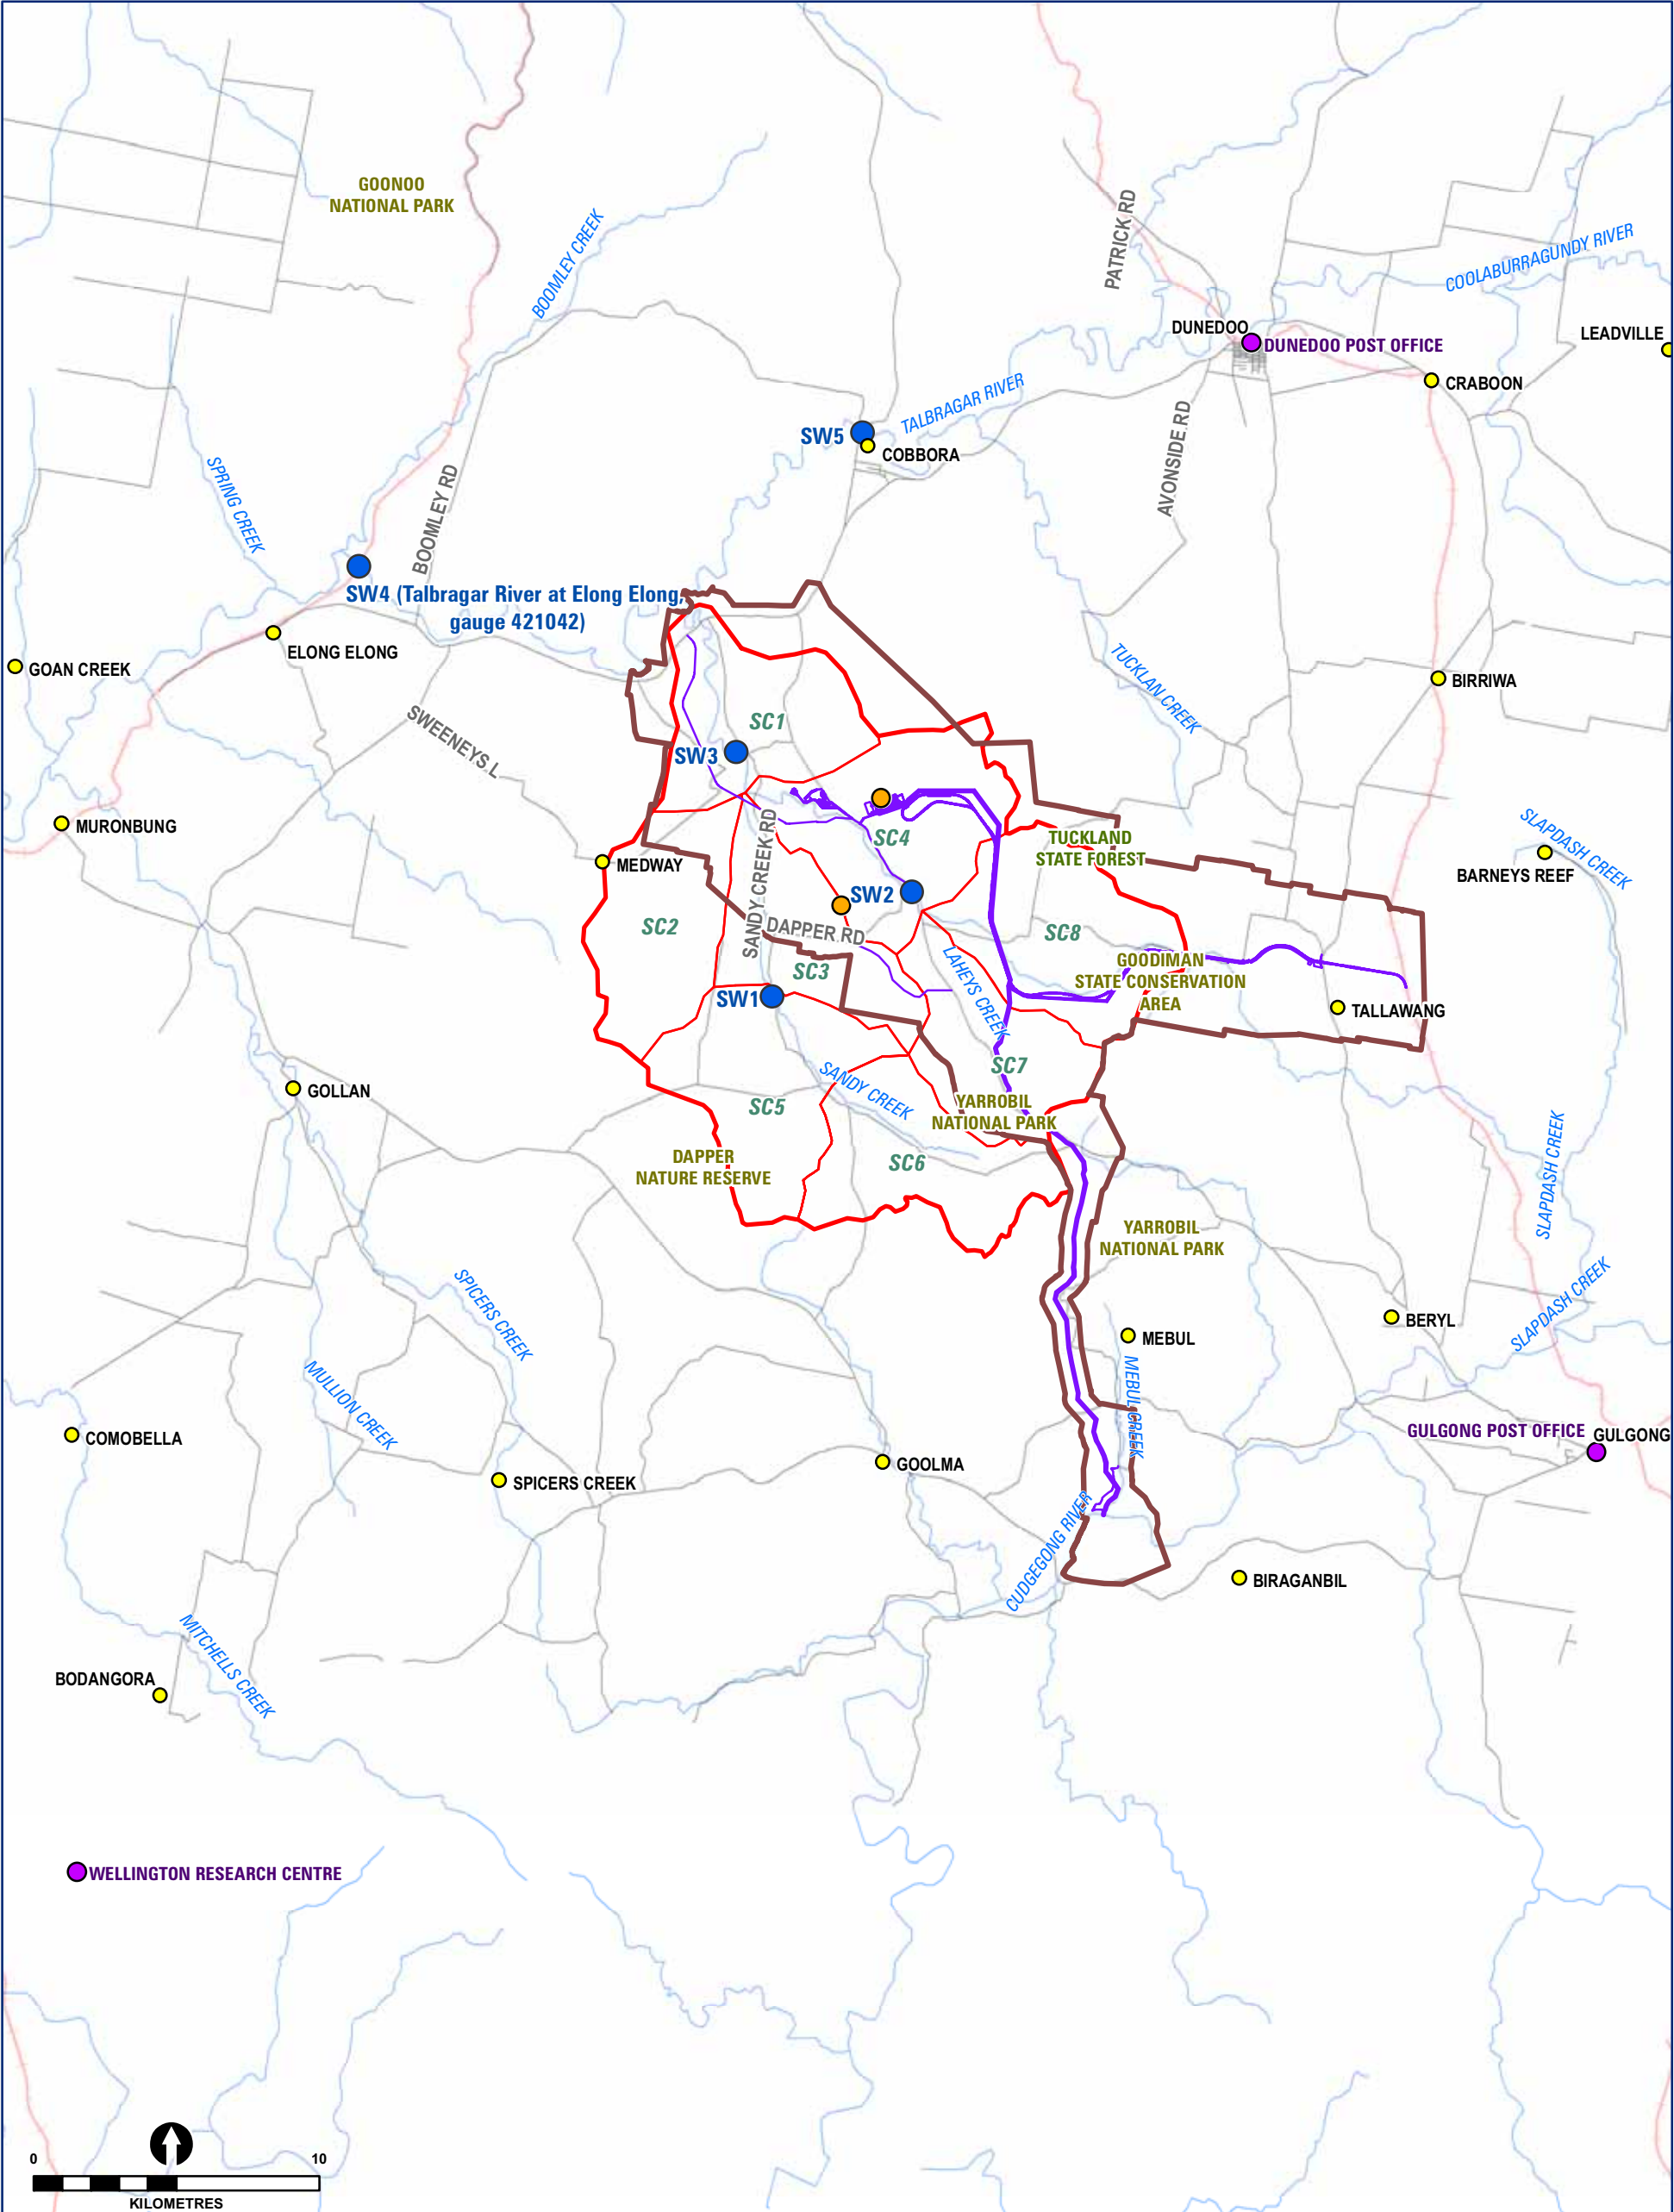 GOONOO
NATIONAL PARK
BOOMLEY CREEK
PATRICK RD
COOLABURRAGUNDY RIVER
DUNEDOO
DUNEDOO POST OFFICE
LEADVILLE
CRABOON
TALBRAGAR RIVER
SW5
COBBORA
AVONSIDE RD
SPRING CREEK
BOOMLEY RD
SW4 (Talbragar River at Elong Elong,
gauge 421042)
ELONG ELONG
GOAN CREEK
TUCKLAN CREEK
BIRRIWA
SWEENEYS L
SC1
SW3
MURONBUNG
SANDY CREEK RD
SC4
TUCKLAND
STATE FOREST
SLAPDASH CREEK
BARNEYS REEF
MEDWAY
SW2
SC2
DAPPER RD
SC8
LAHEYS CREEK
GOODIMAN
STATE CONSERVATION
AREA
SC3
SW1
TALLAWANG
SC7
GOLLAN
SANDY CREEK
SC5
YARROBIL
NATIONAL PARK
SLAPDASH CREEK
DAPPER
NATURE RESERVE
SC6
YARROBIL
NATIONAL PARK
SPICERS CREEK
SLAPDASH CREEK
BERYL
MEBUL
MULLION CREEK
MEBUL CREEK
COMOBELLA
GULGONG POST OFFICE
GULGONG
GOOLMA
SPICERS CREEK
CUDGEGONG RIVER
BIRAGANBIL
MITCHELLS CREEK
BODANGORA
WELLINGTON RESEARCH CENTRE
0
10
KILOMETRES